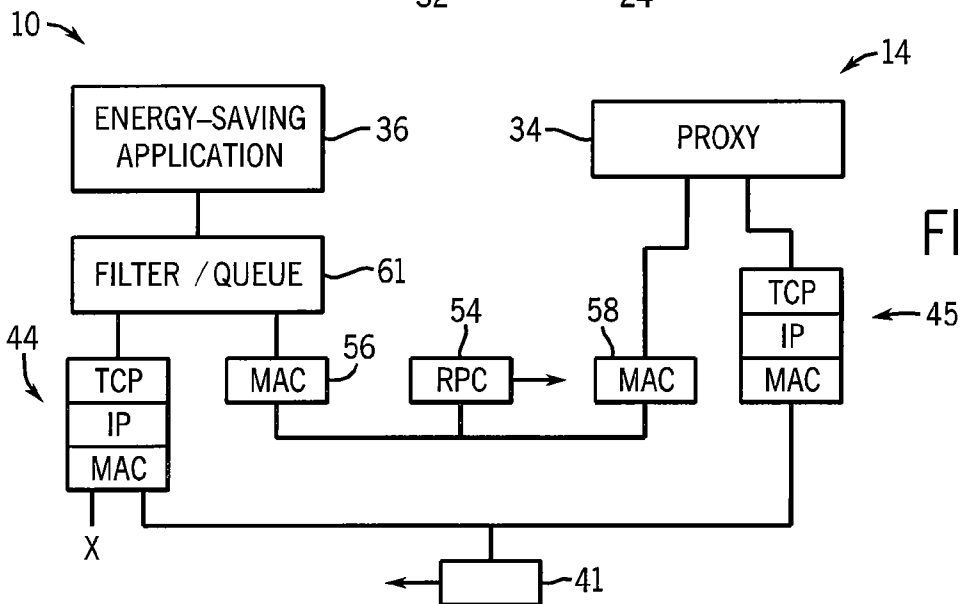 10
14
ENERGY–SAVING
APPLICATION
36
34
PROXY
FILTER / QUEUE
61
44
TCP
IP
MAC
X
MAC
56
54
RPC
58
MAC
TCP
IP
MAC
45
41